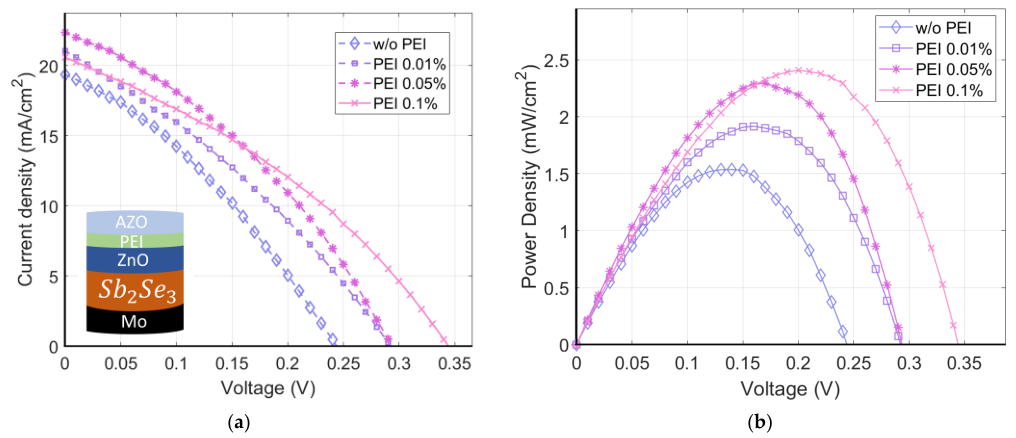 Current density (mA/cm²)
20
15
10
5
0
w/o PEI
PEI 0.01%
PEI 0.05%
PEI 0.1%
AZO
PEI
ZnO
Sb₂Se₃
Mo
0 0.05 0.1 0.15 0.2 0.25 0.3 0.35
Voltage (V)
(a)
Power Density (mW/cm²)
2.5
2
1.5
1
0.5
0
w/o PEI
PEI 0.01%
PEI 0.05%
PEI 0.1%
0 0.05 0.1 0.15 0.2 0.25 0.3 0.35
Voltage (V)
(b)